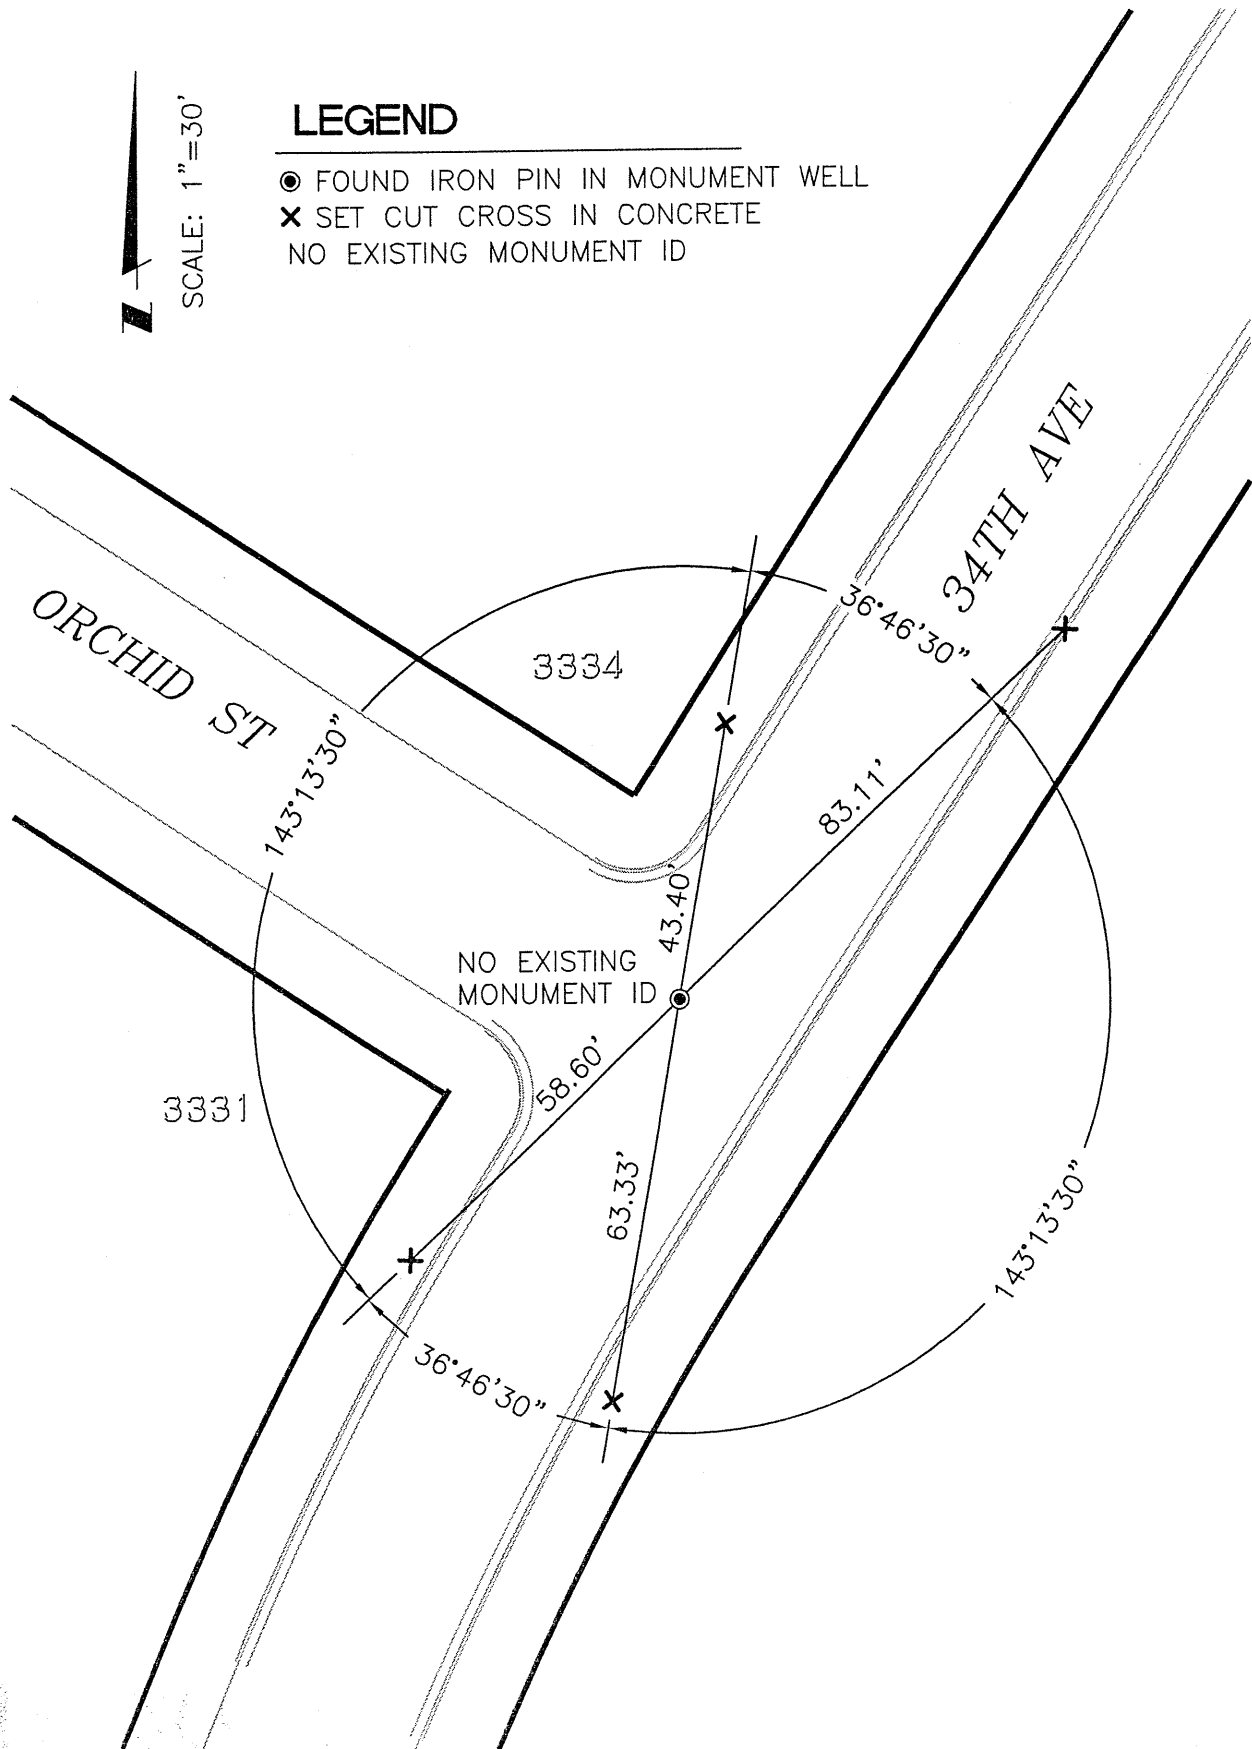 LEGEND
FOUND IRON PIN IN MONUMENT WELL
SET CUT CROSS IN CONCRETE
NO EXISTING MONUMENT ID
SCALE: 1"=30'
N
34TH AVE
ORCHID ST
3334
36°46'30"
143°13'30"
83.11'
43.40'
NO EXISTING
MONUMENT ID
58.60'
3331
63.33'
143°13'30"
36°46'30"